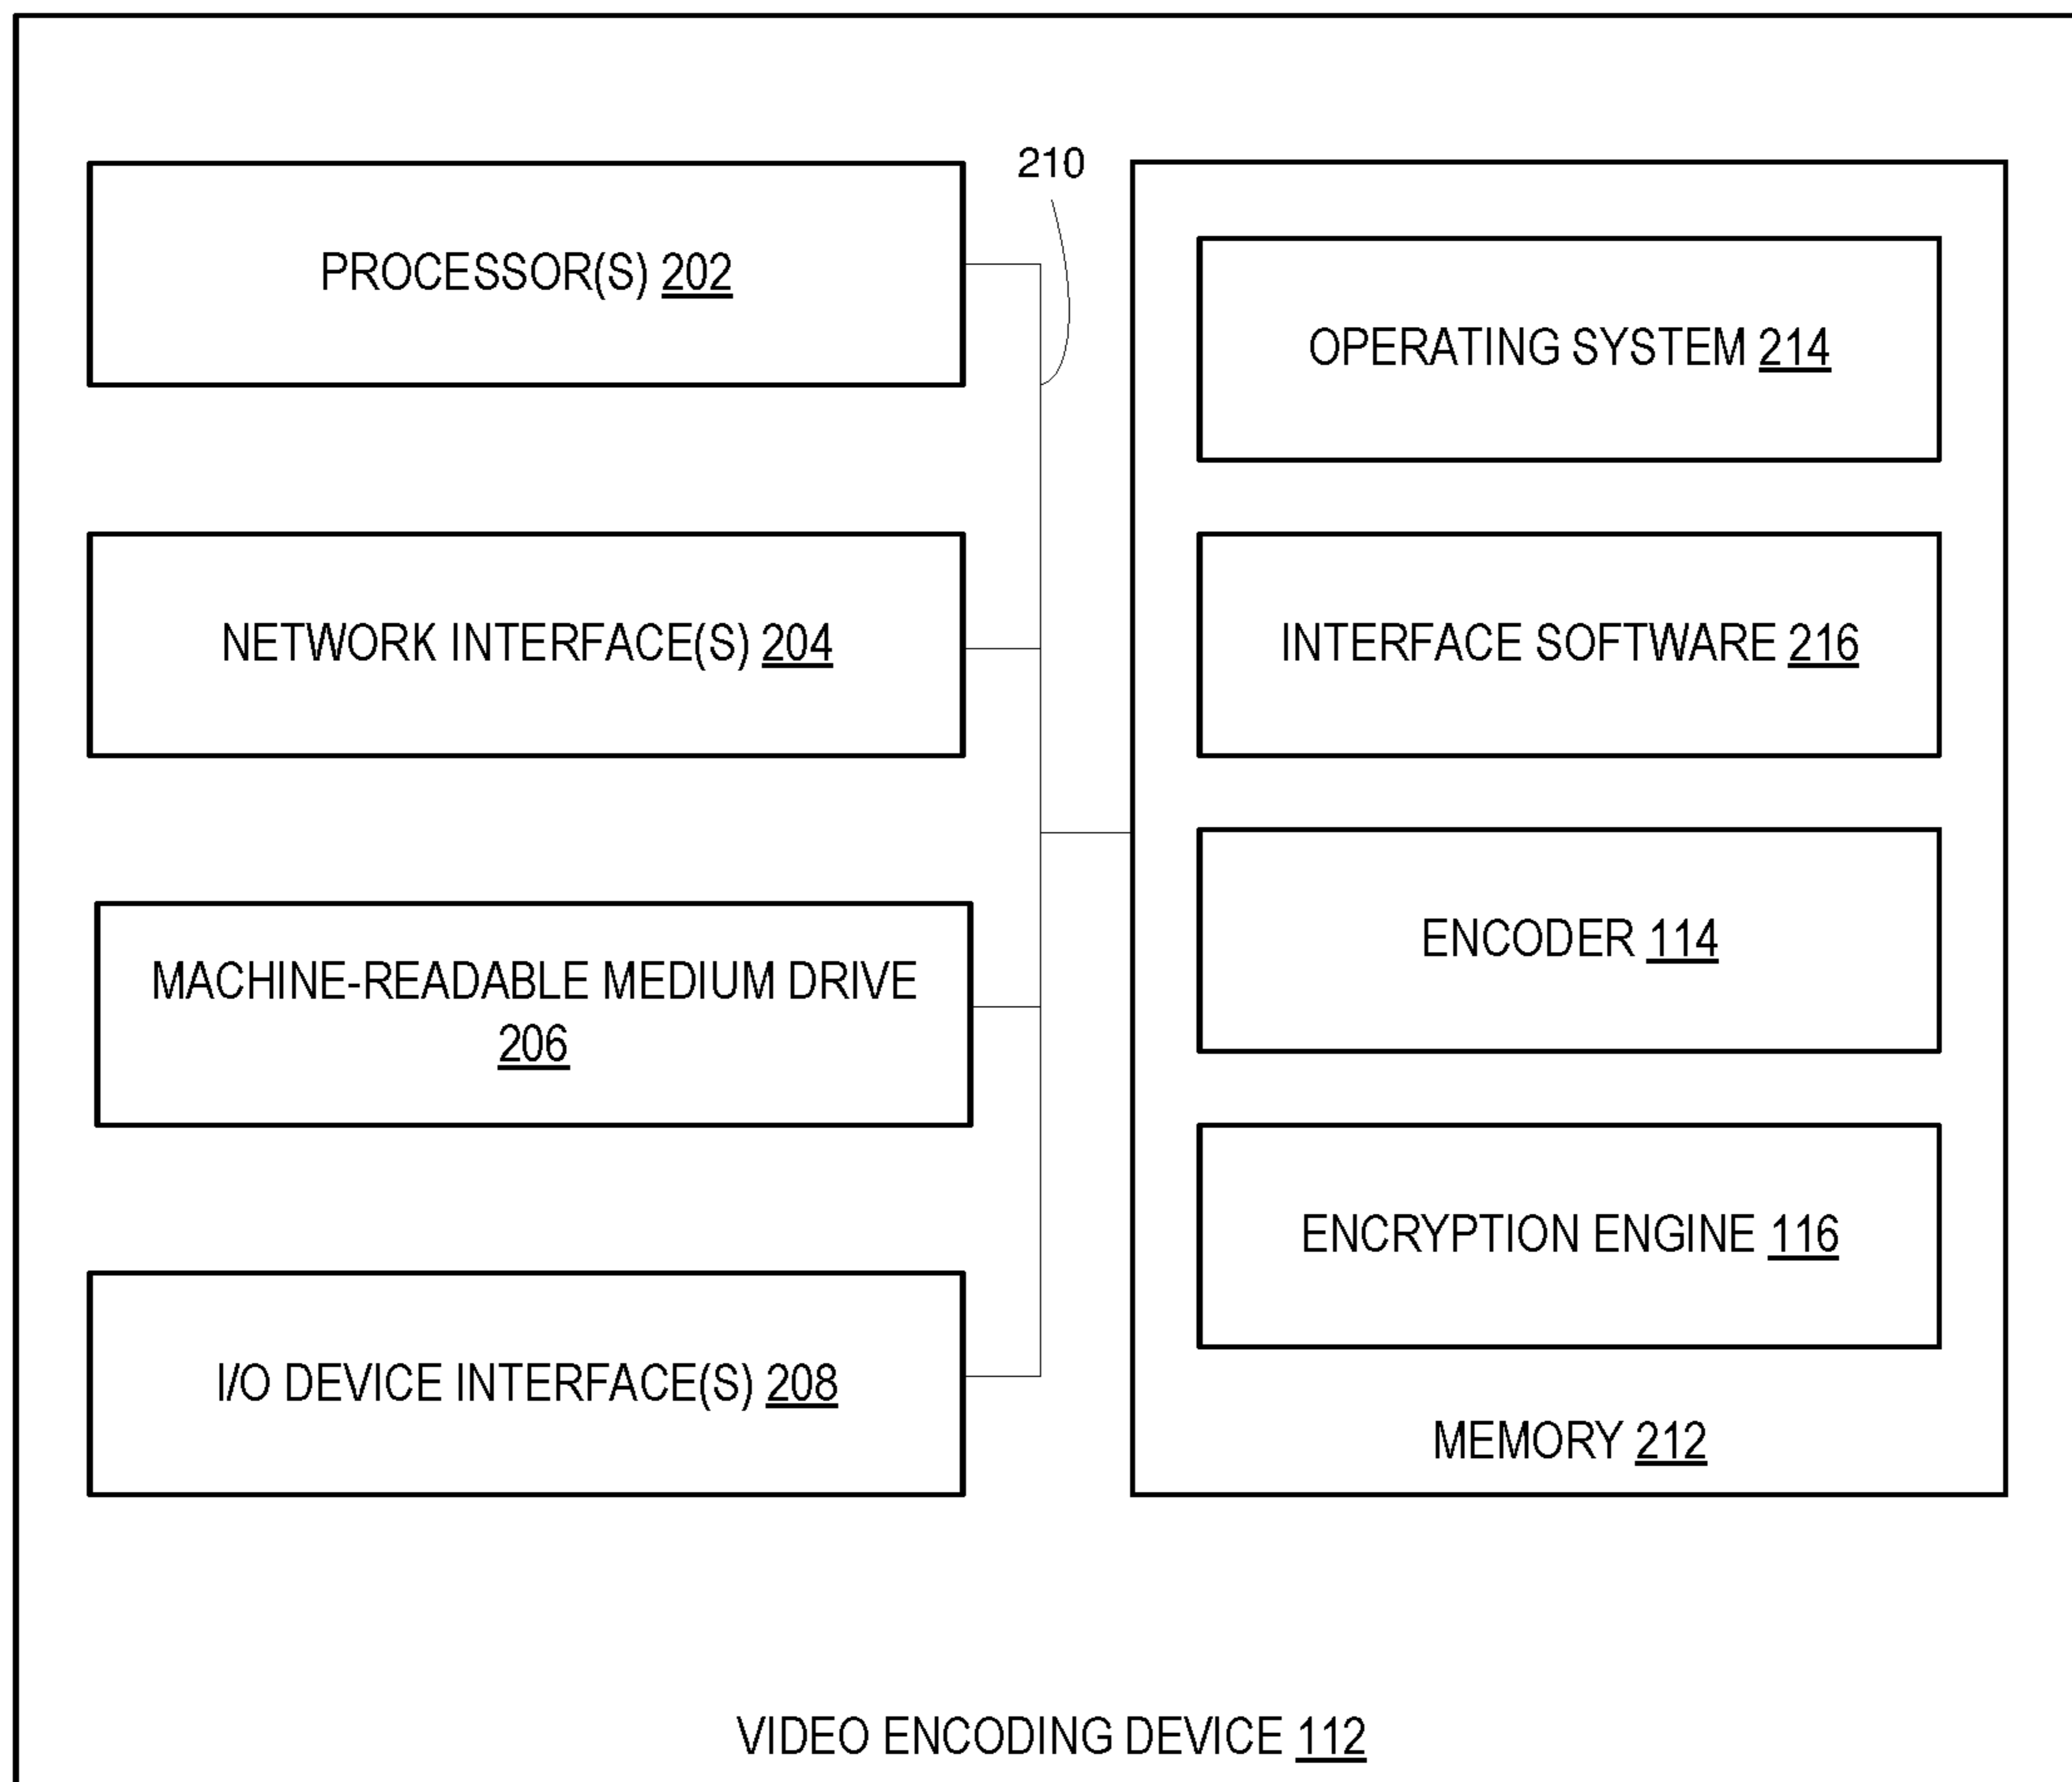 210
PROCESSOR(S) 202
NETWORK INTERFACE(S) 204
MACHINE-READABLE MEDIUM DRIVE
206
I/O DEVICE INTERFACE(S) 208
OPERATING SYSTEM 214
INTERFACE SOFTWARE 216
ENCODER 114
ENCRYPTION ENGINE 116
MEMORY 212
VIDEO ENCODING DEVICE 112